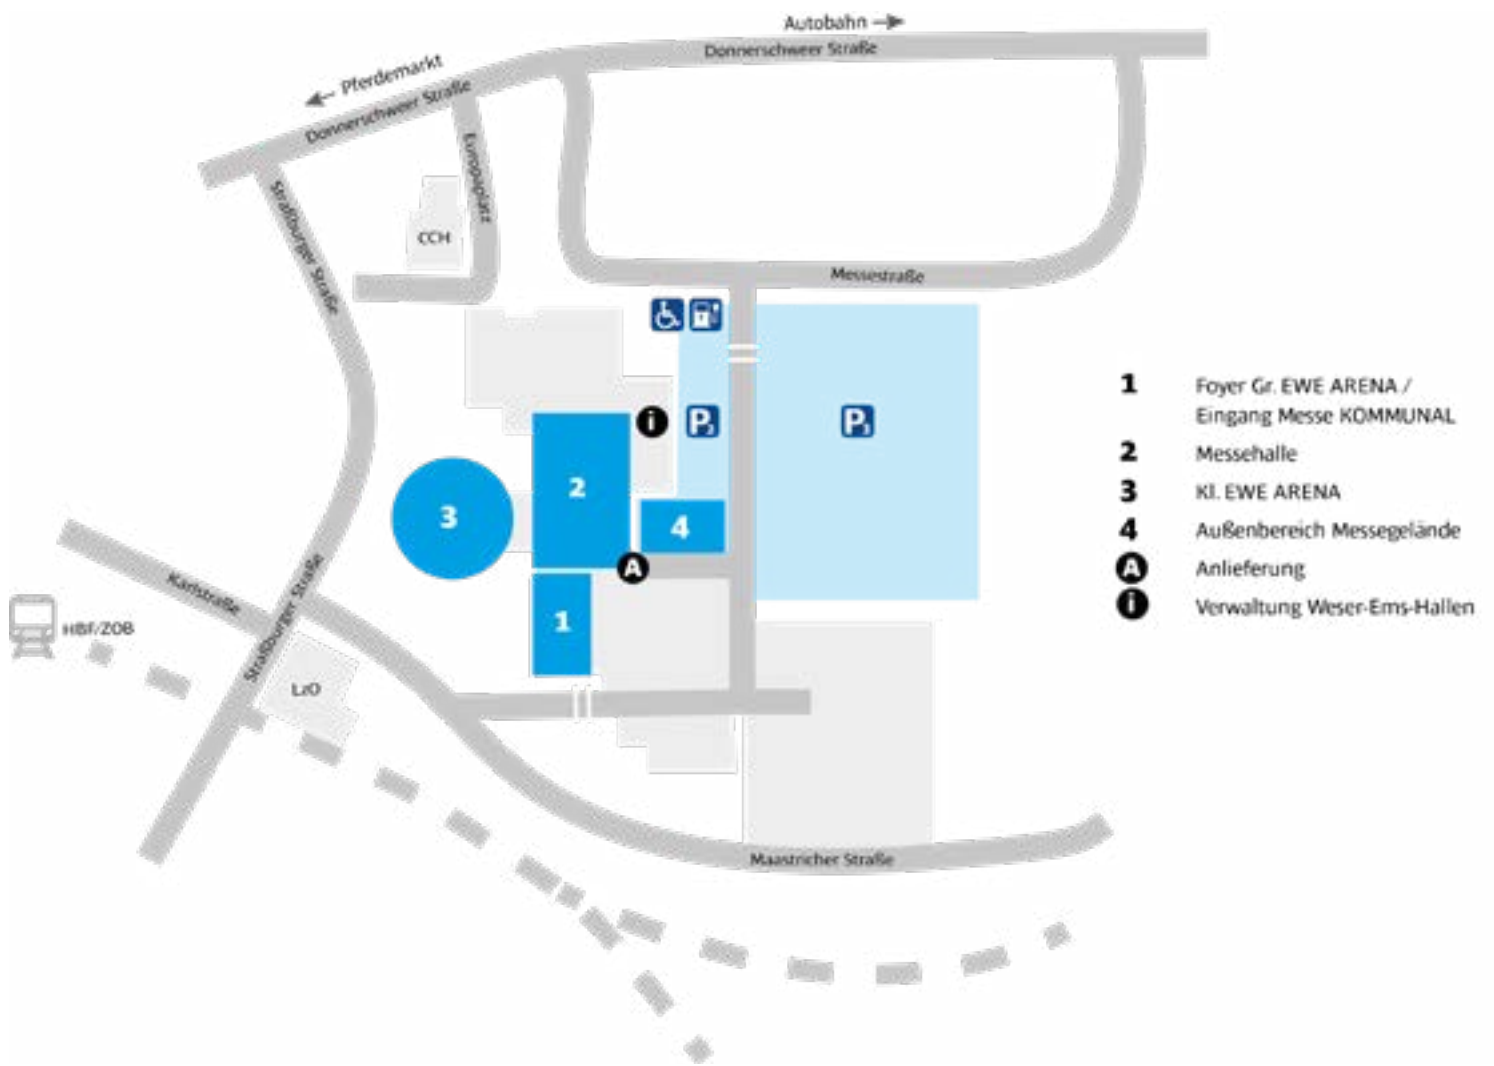 Autobahn →
Donnerschweer Straße
← Pferdemarkt
Donnerschweer Straße
Europaplatz
Straßburger Straße
CCH
Messestraße
P2
P3
i
2
3
4
A
1
Karlstraße
Straßburger Straße
HBF/ZOB
LzO
Maastricher Straße
1 Foyer Gr. EWE ARENA /
Eingang Messe KOMMUNAL
2 Messehalle
3 Kl. EWE ARENA
4 Außenbereich Messegelände
A Anlieferung
i Verwaltung Weser-Ems-Hallen